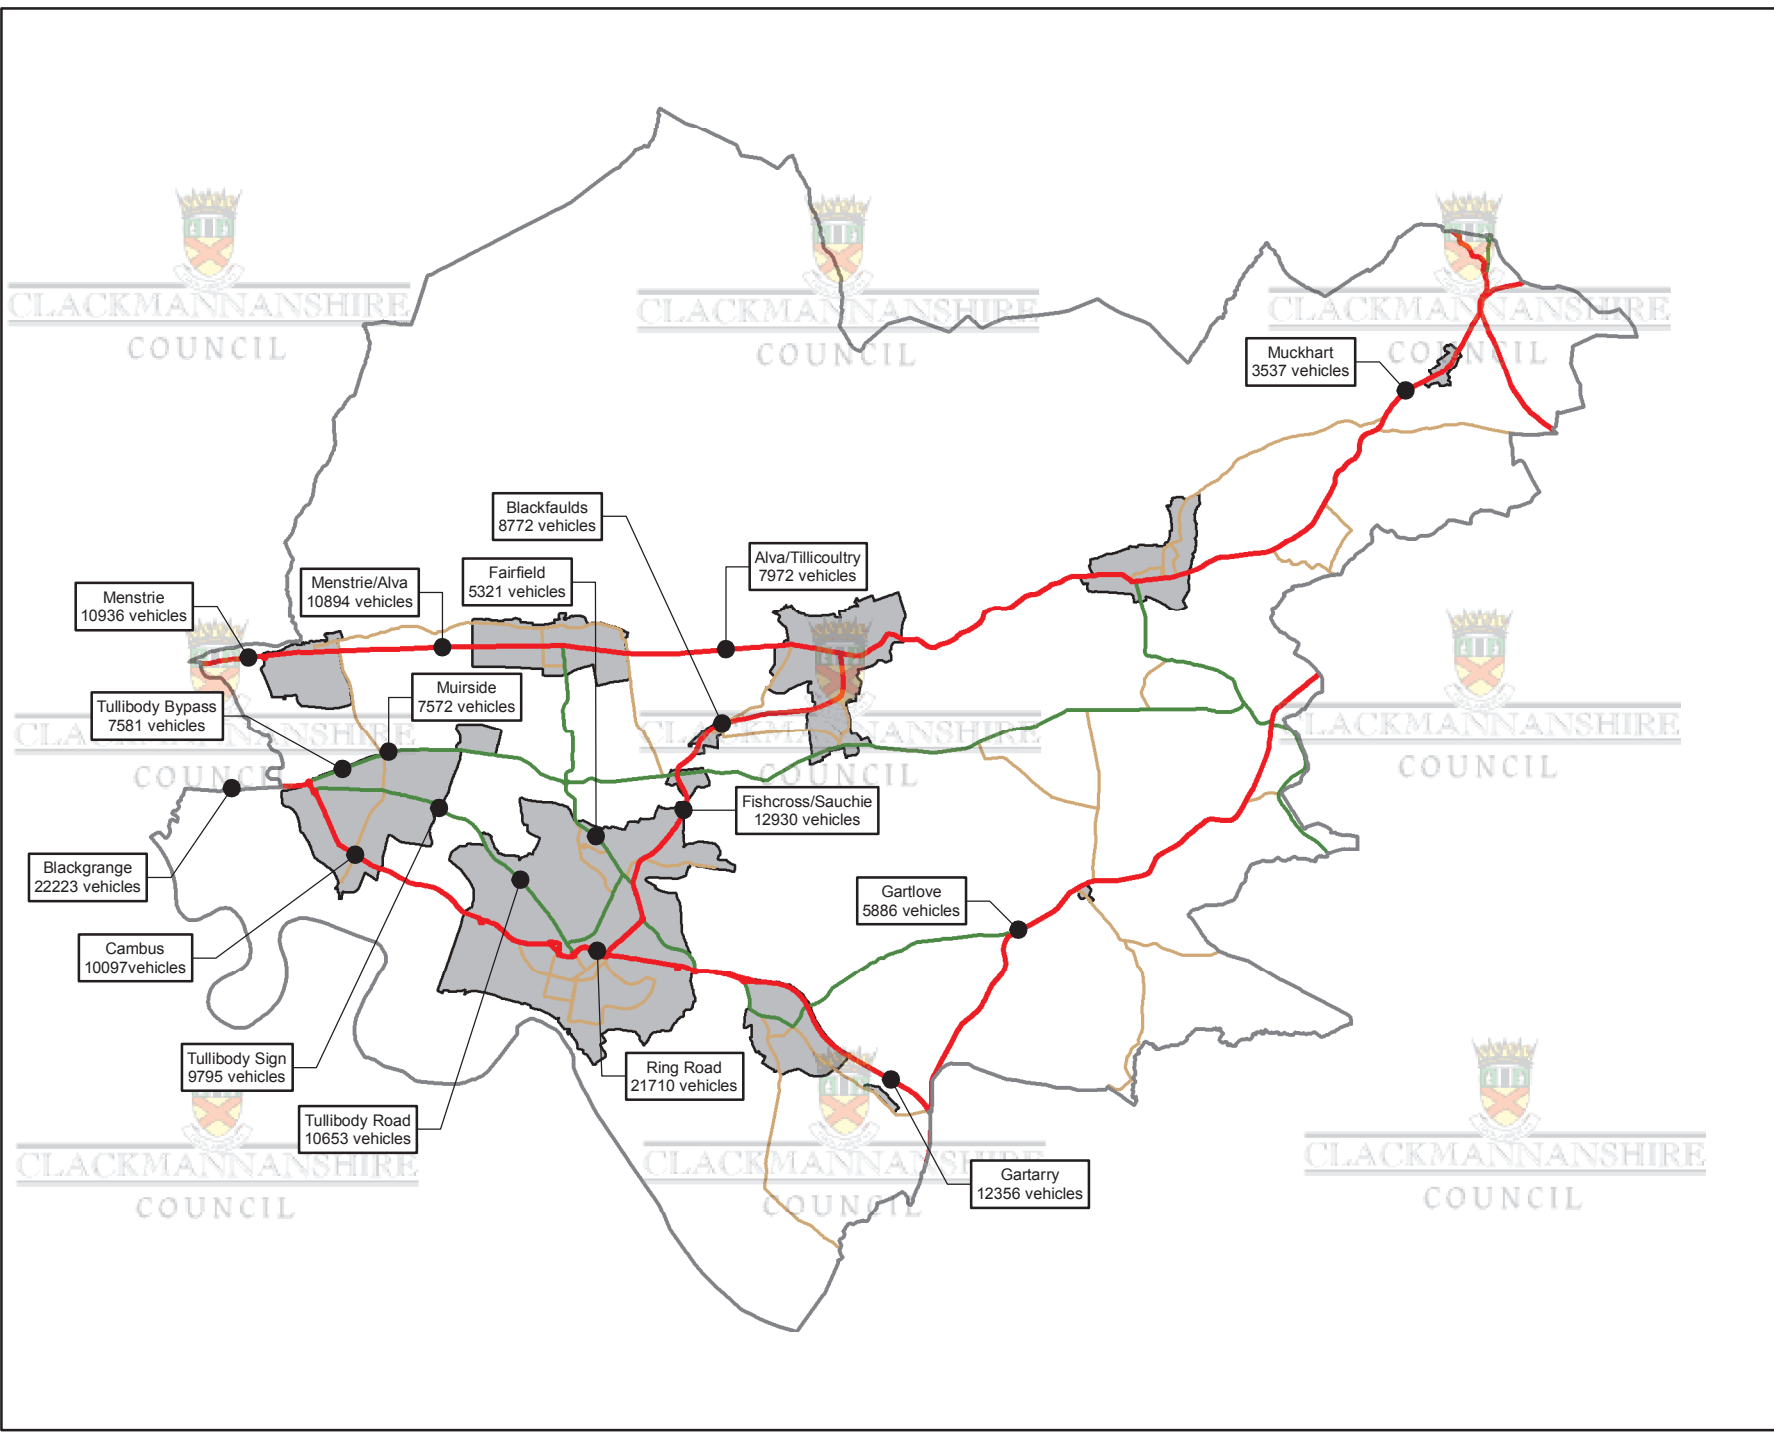 CLACKMANNANSHIRE
COUNCIL
CLACKMANNANSHIRE
COUNCIL
CLACKMANNANSHIRE
COUNCIL
Muckhart
3537 vehicles
Blackfaulds
8772 vehicles
Alva/Tillicoultry
7972 vehicles
Fairfield
5321 vehicles
Menstrie/Alva
10894 vehicles
Menstrie
10936 vehicles
Muirside
7572 vehicles
Tullibody Bypass
7581 vehicles
CLACKMANNANSHIRE
COUNCIL
CLACKMANNANSHIRE
COUNCIL
CLACKMANNANSHIRE
COUNCIL
Fishcross/Sauchie
12930 vehicles
Blackgrange
22223 vehicles
Gartlove
5886 vehicles
Cambus
10097vehicles
Tullibody Sign
9795 vehicles
Ring Road
21710 vehicles
Tullibody Road
10653 vehicles
Gartarry
12356 vehicles
CLACKMANNANSHIRE
COUNCIL
CLACKMANNANSHIRE
COUNCIL
CLACKMANNANSHIRE
COUNCIL